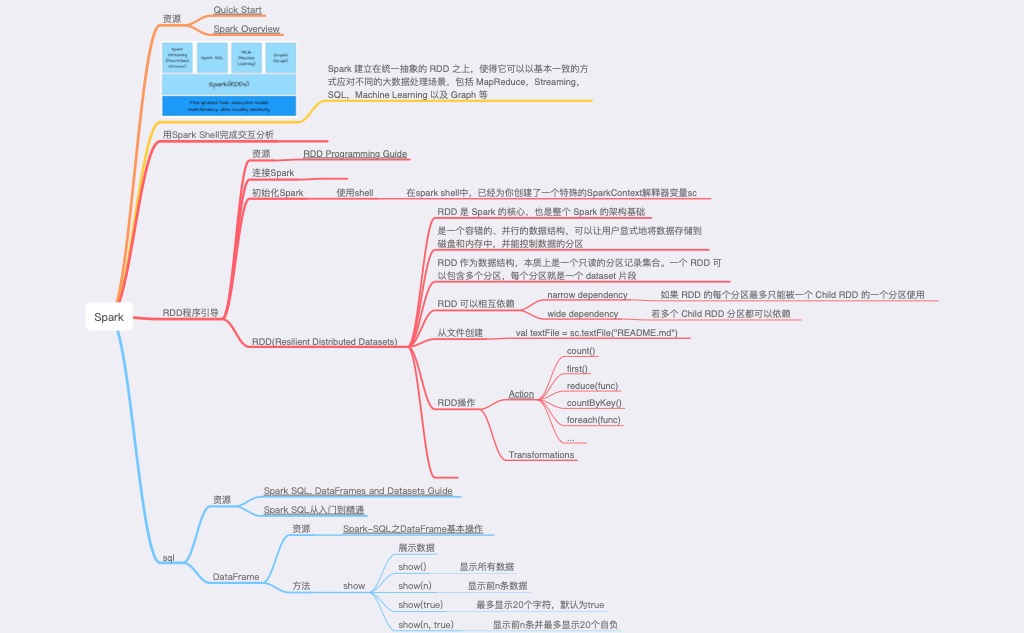 资源
Quick Start
Spark Overview
Spark SQL
Spark[RDDs]
Spark 建立在统一抽象的 RDD 之上，使得它可以以基本一致的方
式应对不同的大数据处理场景，包括 MapReduce，Streaming，
SQL，Machine Learning 以及 Graph 等
用Spark Shell完成交互分析
资源
RDD Programming Guide
连接Spark
初始化Spark
使用shell
在spark shell中，已经为你创建了一个特殊的SparkContext解释器变量sc
RDD 是 Spark 的核心，也是整个 Spark 的架构基础
是一个容错的、并行的数据结构，可以让用户显式地将数据存储到
磁盘和内存中，并能控制数据的分区
RDD 作为数据结构，本质上是一个只读的分区记录集合。一个 RDD 可
以包含多个分区，每个分区就是一个 dataset 片段
RDD 可以相互依赖
narrow dependency
如果 RDD 的每个分区最多只能被一个 Child RDD 的一个分区使用
wide dependency
若多个 Child RDD 分区都可以依赖
Spark
RDD程序引导
从文件创建
val textFile = sc.textFile("README.md")
RDD(Resilient Distributed Datasets)
RDD操作
Action
count()
first()
reduce(func)
countByKey()
foreach(func)
...
Transformations
sql
资源
Spark SQL, DataFrames and Datasets Guide
Spark SQL从入门到精通
DataFrame
资源
Spark-SQL之DataFrame基本操作
方法
show
展示数据
show()
显示所有数据
show(n)
显示前n条数据
show(true)
最多显示20个字符，默认为true
show(n, true)
显示前n条并最多显示20个自负